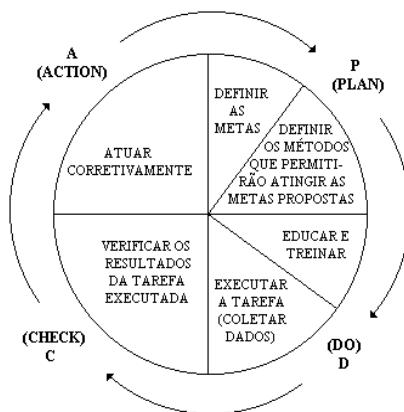 A
(ACTION)
P
(PLAN)
DEFINIR
AS
METAS
DEFINIR
OS MÉTODOS
QUE PERMITI-
RÃO ATINGIR AS
METAS PROPOSTAS
EDUCAR E
TREINAR
EXECUTAR
A TAREFA
(COLETAR
DADOS)
(DO)
D
VERIFICAR OS
RESULTADOS
DA TAREFA
EXECUTADA
(CHECK)
C
ATUAR
CORRETIVAMENTE